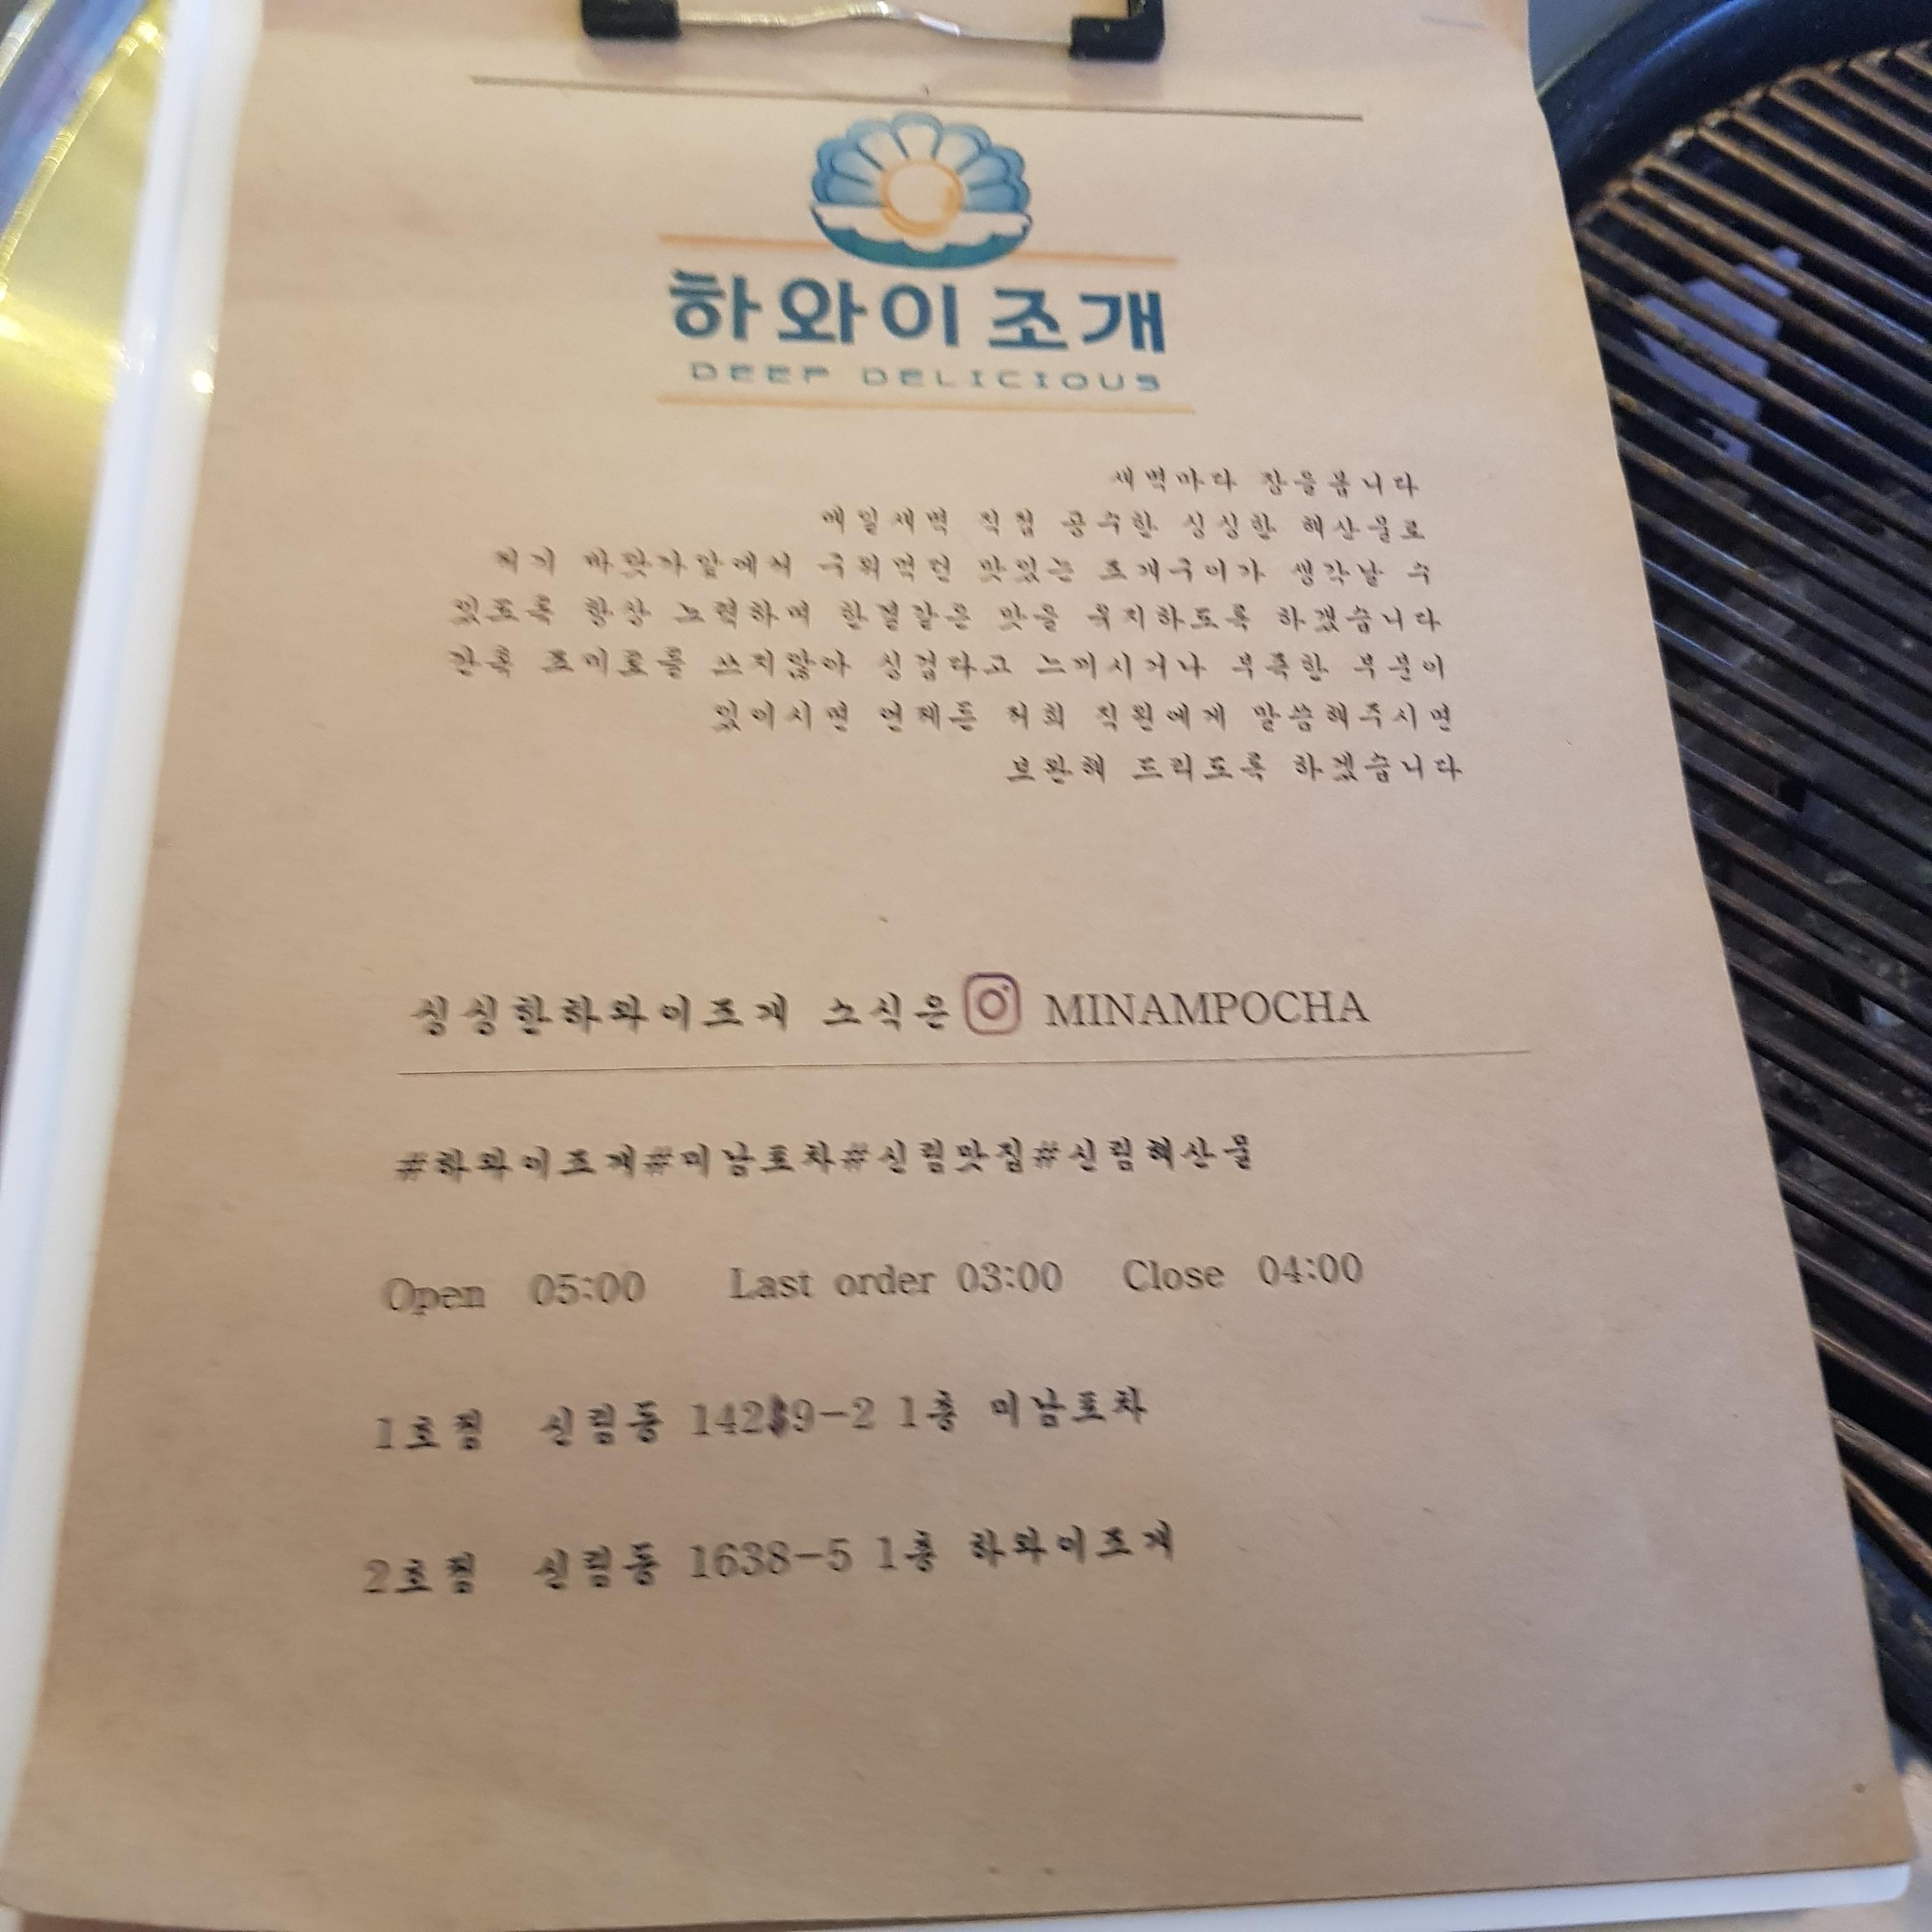 하와이조개
DEEP DELICIOUS
새벽마다 장을봅니다
매일새벽 직접 공수한 싱싱한 해산물로
저기 바닷가앞에서 구워먹던 맛있는 조개구이가 생각날 수
있도록 항상 노력하며 한결같은 맛을 유지하도록 하겠습니다
간혹 조미료를 쓰지않아 싱겁다고 느끼시거나 부족한 부분이
있이시면 언제든 저희 직원에게 말씀해주시면
보완해 드리도록 하겠습니다
싱싱한하와이조개 소식은 MINAMPOCHA
#하와이조개#미남포차#신림맛집#신림해산물
Open 05:00 Last order 03:00 Close 04:00
1호점 신림동 1429-2 1층 미남포차
2호점 신림동 1638-5 1층 하와이조개